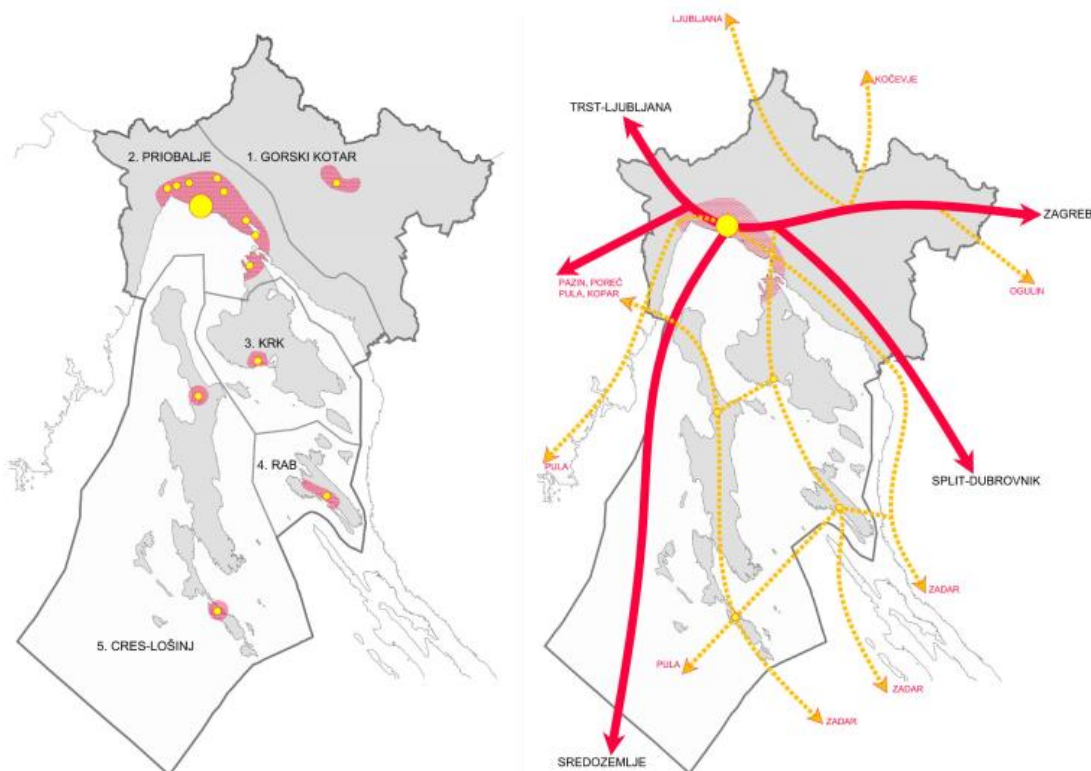 2. PRIOBALJE
1. GORSKI KOTAR
3. KRK
4. RAB
5. CRES-LOŠINJ
LJUBLJANA
KOČEVJE
TRST-LJUBLJANA
ZAGREB
PAZIN, POREČ
PULA, KOPAR
OGULIN
PULA
SPLIT-DUBROVNIK
ZADAR
PULA
ZADAR
ZADAR
SREDOZEMLJE